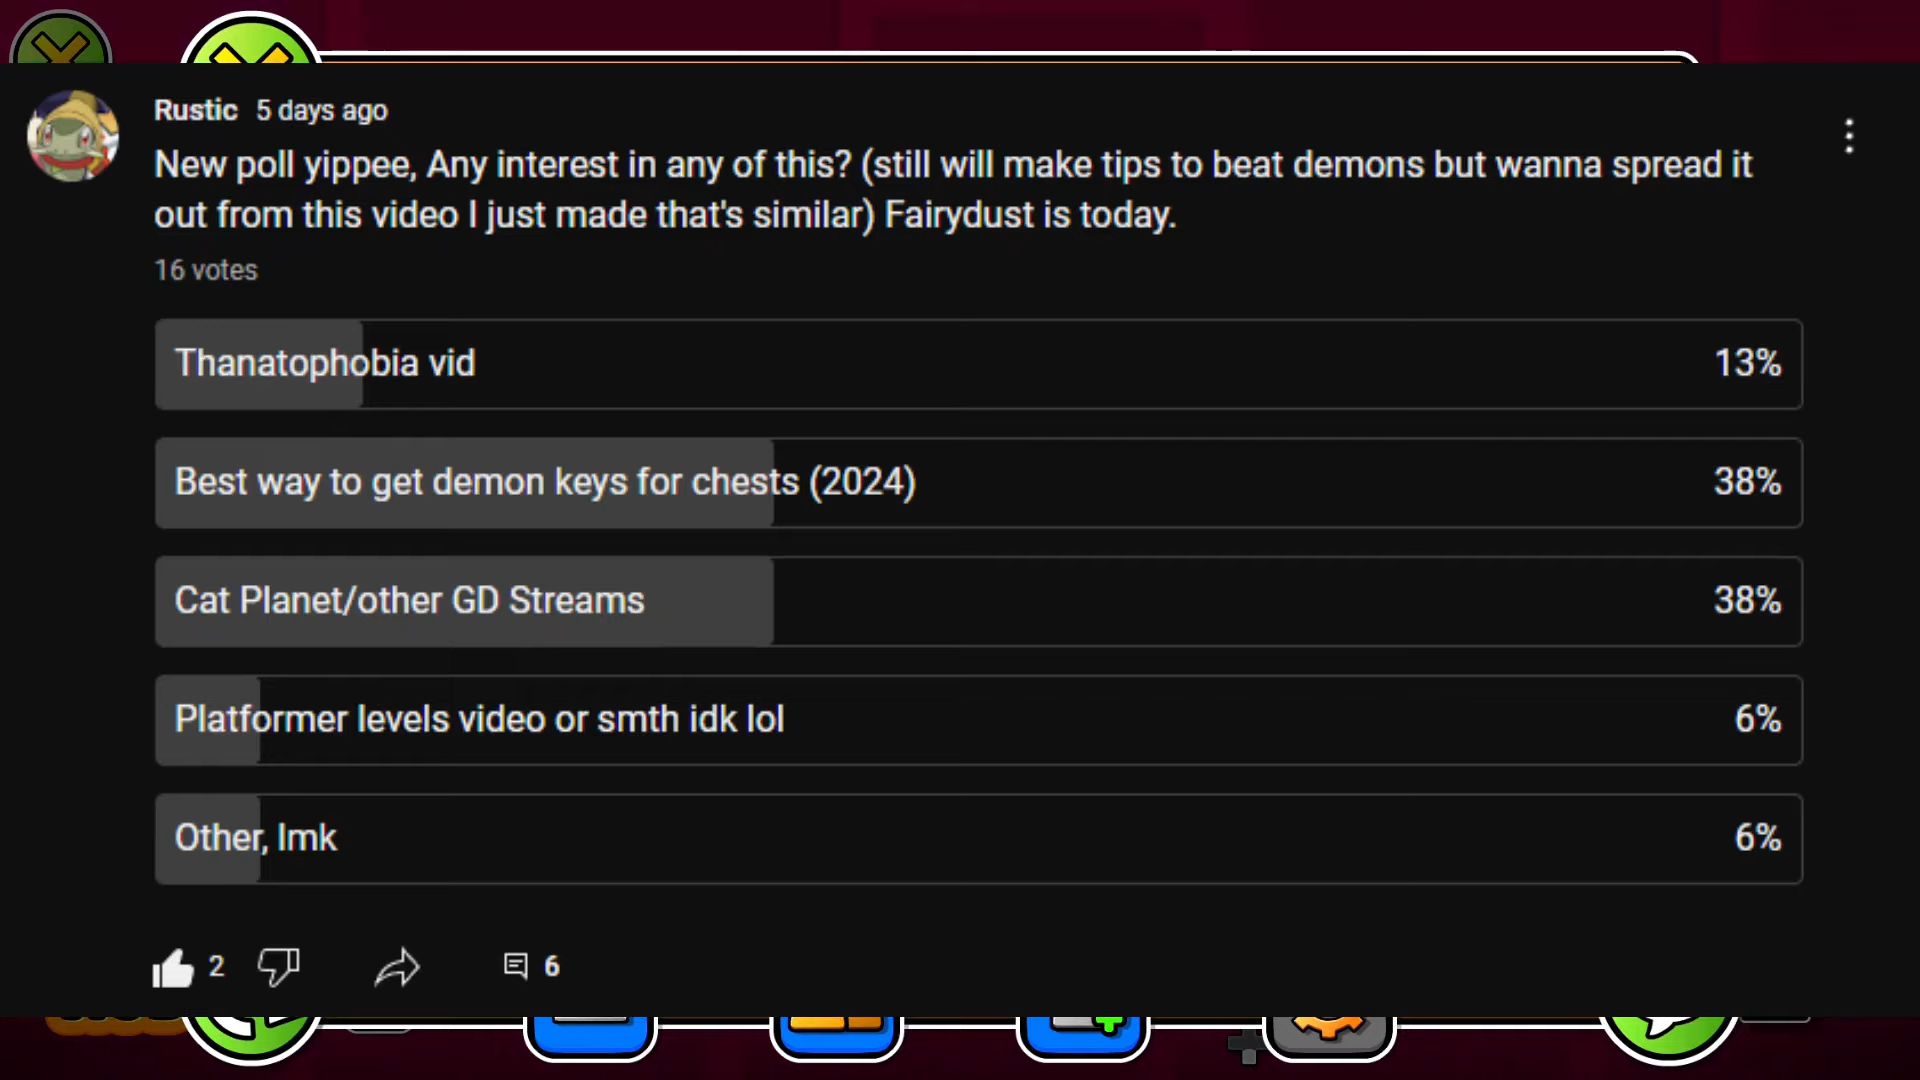 Rustic 5 days ago
New poll yippee, Any interest in any of this? (still will make tips to beat demons but wanna spread it
out from this video I just made that's similar) Fairydust is today.
16 votes
Thanatophobia vid 13%
Best way to get demon keys for chests (2024) 38%
Cat Planet/other GD Streams 38%
Platformer levels video or smth idk lol 6%
Other, lmk 6%
2 6